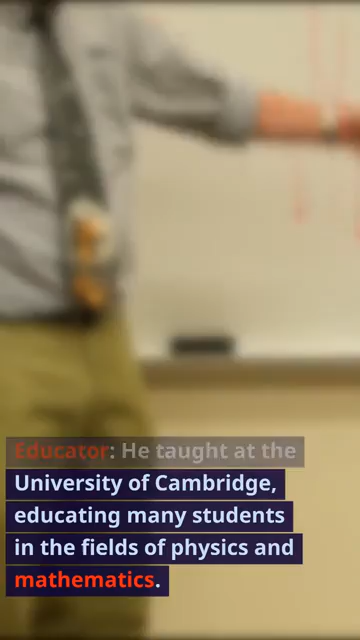 Educator: He taught at the
University of Cambridge,
educating many students
in the fields of physics and
mathematics.